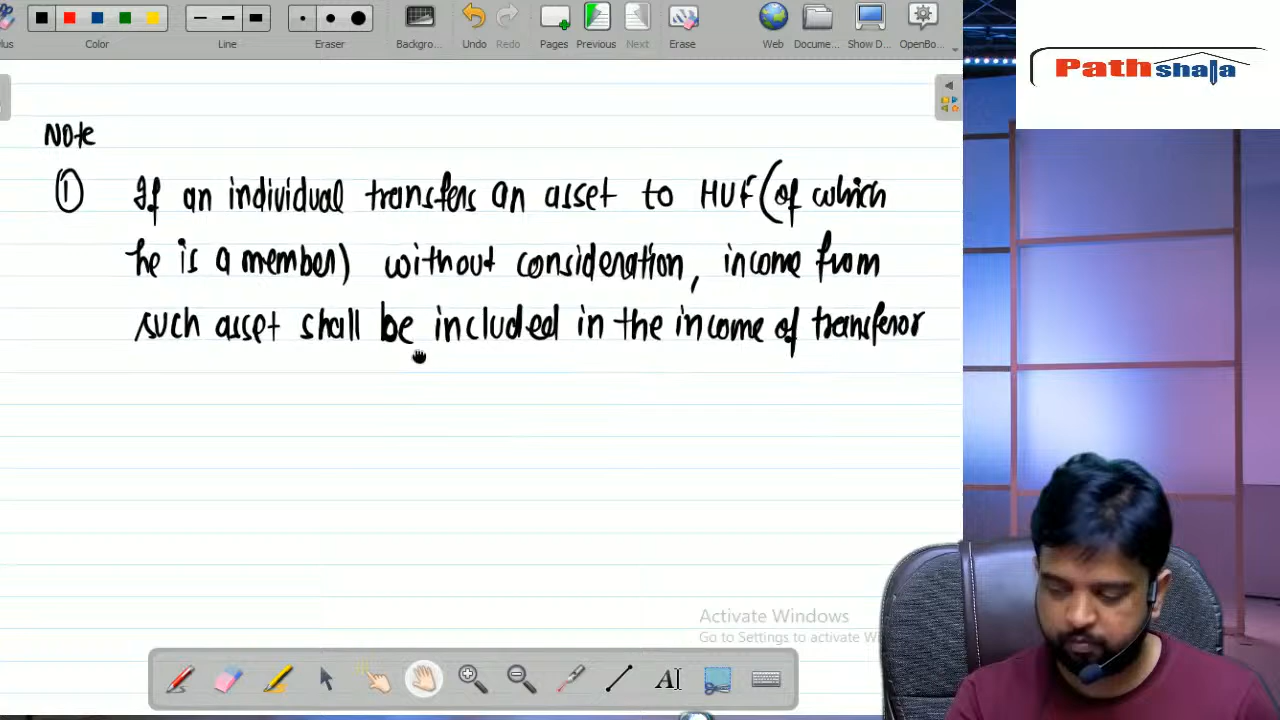 Color
Line
Eraser
Backgro...
Undo
Redo
Pages
Previous
Next
Erase
Web
Docume...
Show D...
OpenBo...
Pathshala
Note
① If an individual transfers an asset to HUF (of which
he is a member) without consideration, income from
such asset shall be included in the income of transferor
Activate Windows
Go to Settings to activate Wi
A